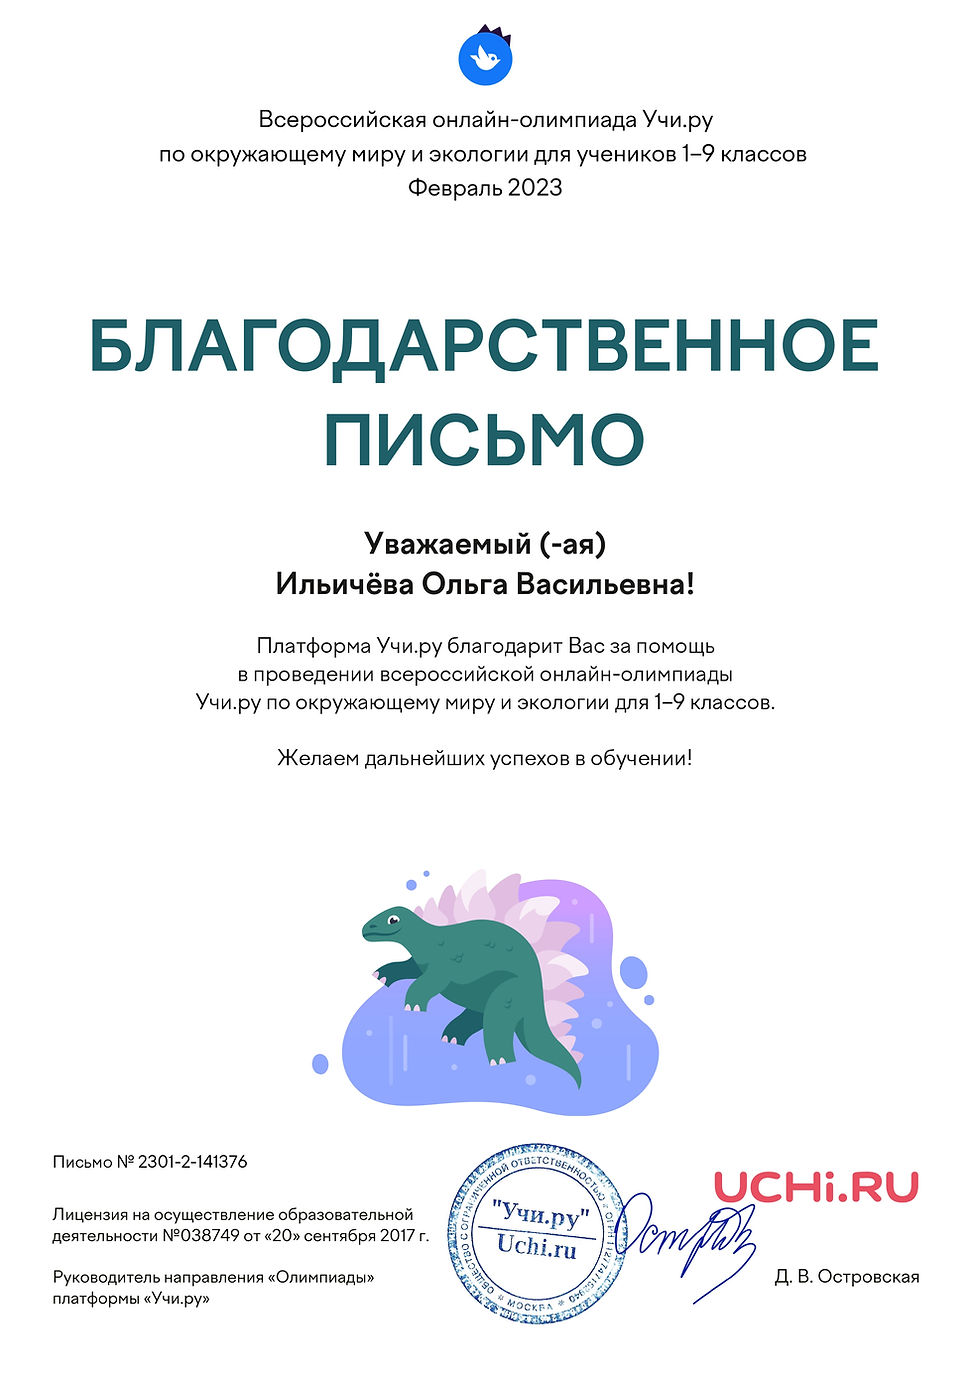 Всероссийская онлайн-олимпиада Учи.ру
по окружающему миру и экологии для учеников 1–9 классов
Февраль 2023
БЛАГОДАРСТВЕННОЕ
ПИСЬМО
Уважаемый (-ая)
Ильичёва Ольга Васильевна!
Платформа Учи.ру благодарит Вас за помощь
в проведении всероссийской онлайн-олимпиады
Учи.ру по окружающему миру и экологии для 1–9 классов.
Желаем дальнейших успехов в обучении!
Письмо № 2301-2-141376
Лицензия на осуществление образовательной
деятельности №038749 от «20» сентября 2017 г.
Руководитель направления «Олимпиады»
платформы «Учи.ру»
ОБЩЕСТВО С ОГРАНИЧЕННОЙ ОТВЕТСТВЕННОСТЬЮ
"Учи.ру"
Uchi.ru
МОСКВА
UCHi.RU
Д. В. Островская